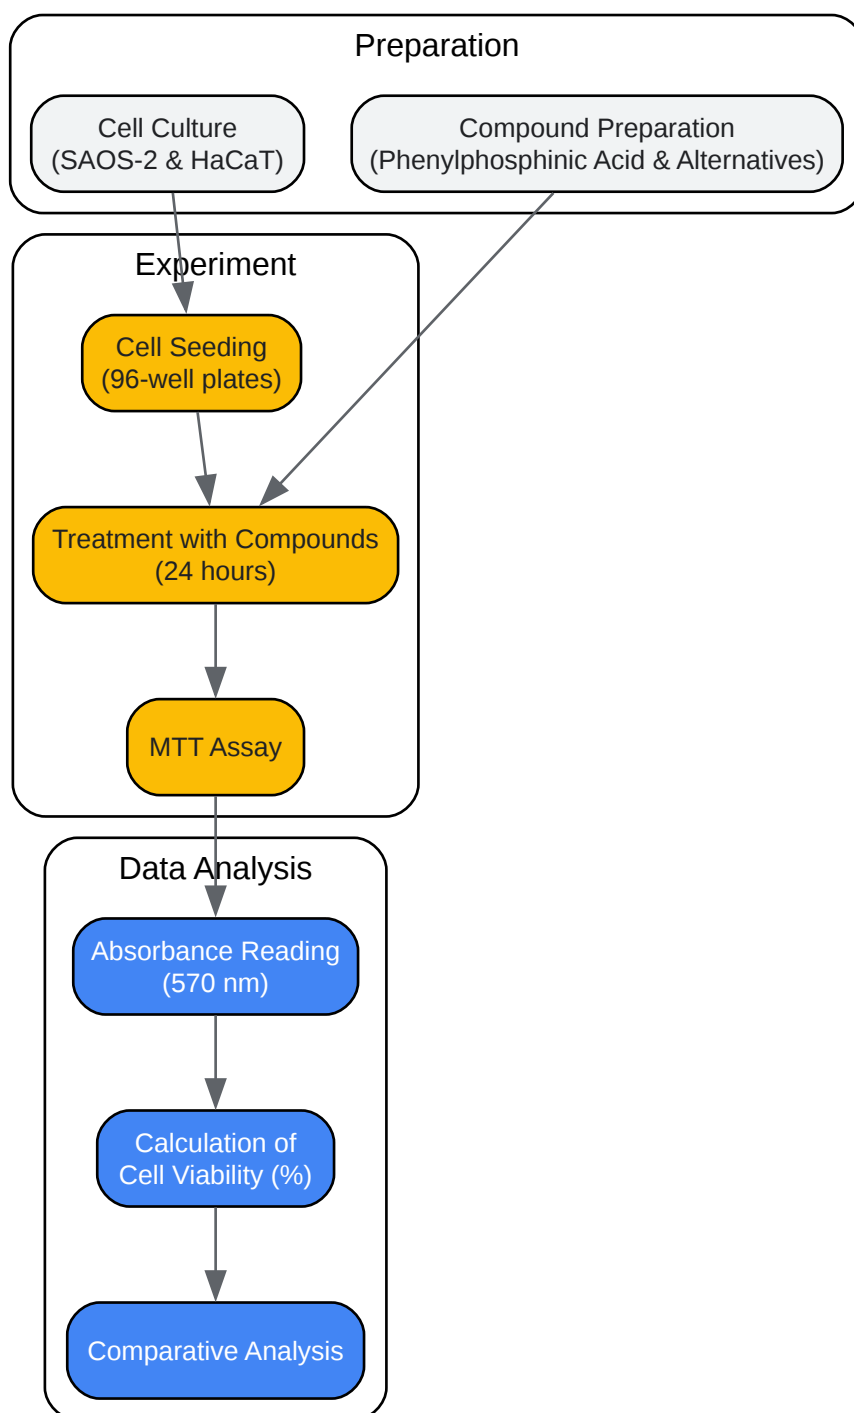 Preparation
Cell Culture
(SAOS-2 & HaCaT)
Compound Preparation
(Phenylphosphinic Acid & Alternatives)
Experiment
Cell Seeding
(96-well plates)
Treatment with Compounds
(24 hours)
MTT Assay
Data Analysis
Absorbance Reading
(570 nm)
Calculation of
Cell Viability (%)
Comparative Analysis